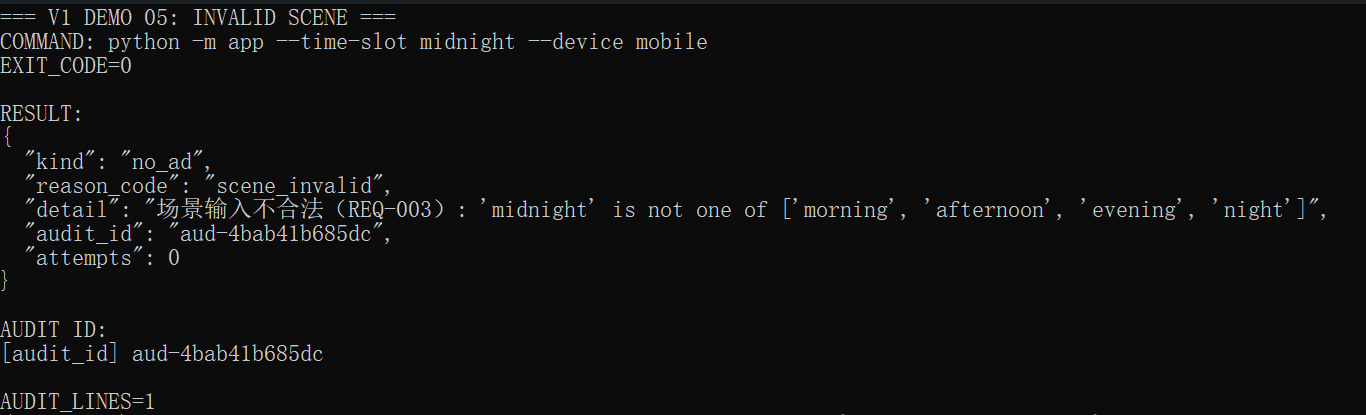 === V1 DEMO 05: INVALID SCENE ===
COMMAND: python -m app --time-slot midnight --device mobile
EXIT_CODE=0
RESULT:
{
"kind": "no_ad",
"reason_code": "scene_invalid",
"detail": "场景输入不合法（REQ-003）: 'midnight' is not one of ['morning', 'afternoon', 'evening', 'night']",
"audit_id": "aud-4bab41b685dc",
"attempts": 0
}
AUDIT ID:
[audit_id] aud-4bab41b685dc
AUDIT_LINES=1